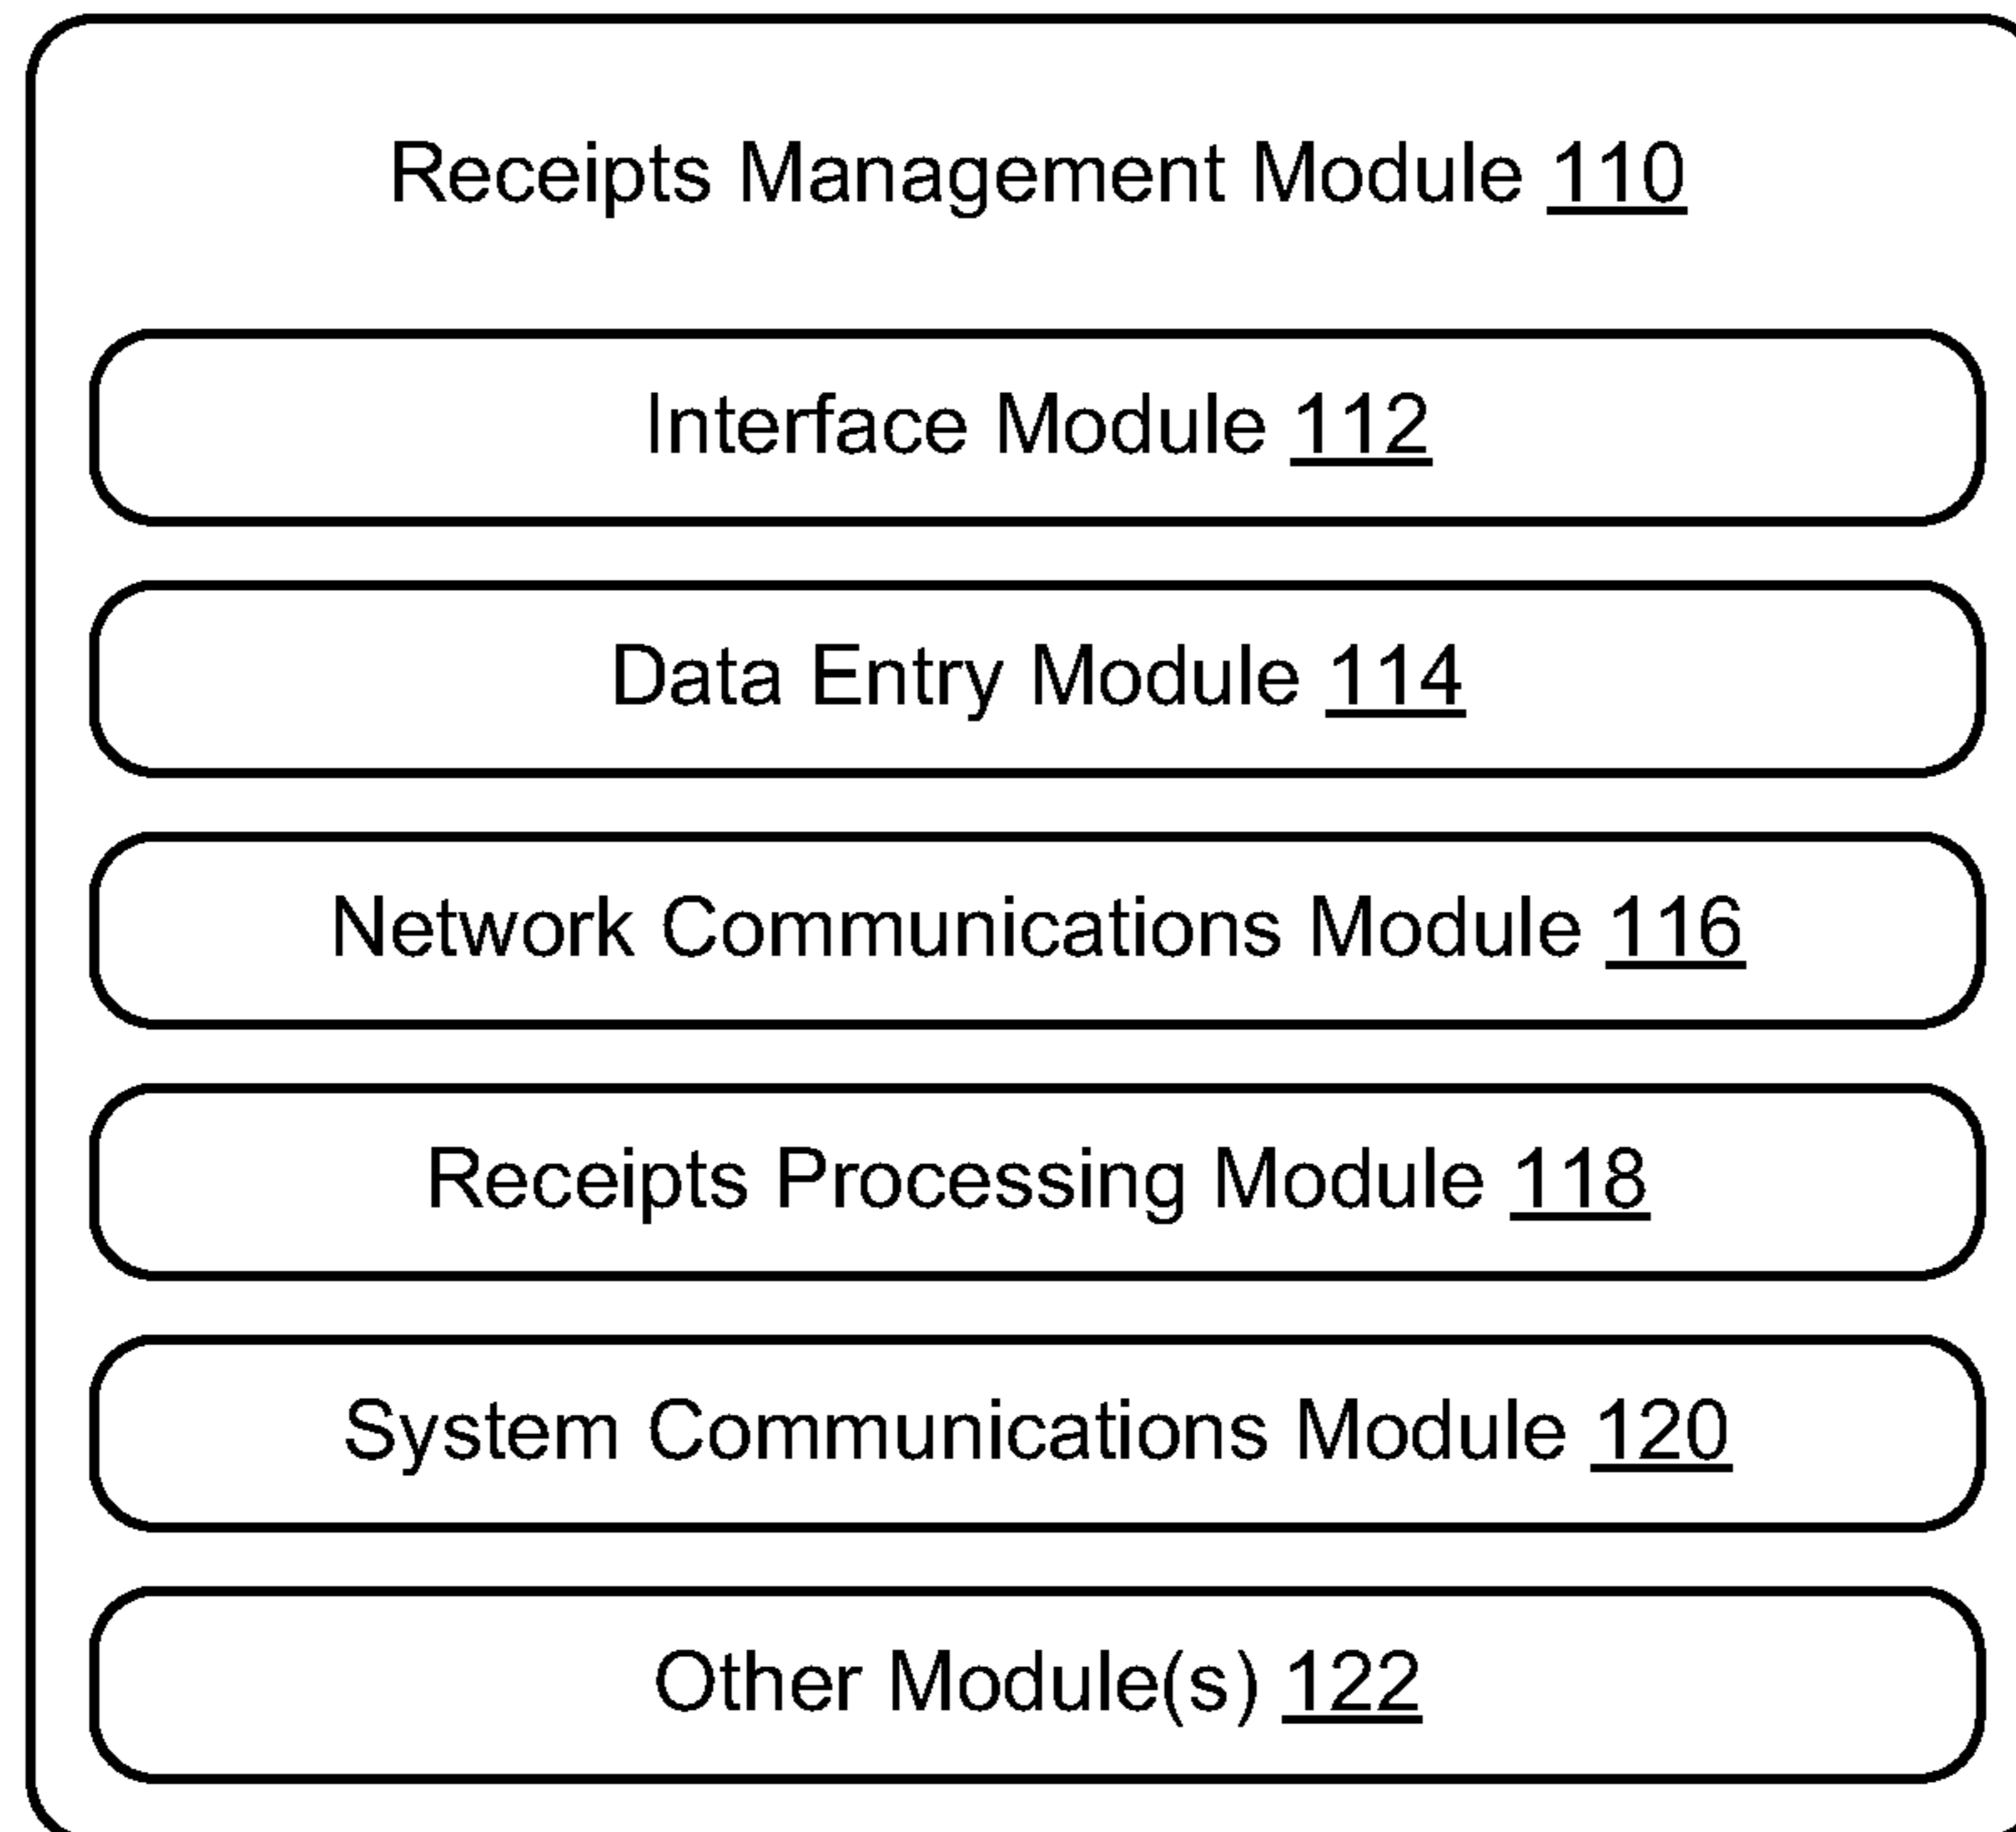 Receipts Management Module 110
Interface Module 112
Data Entry Module 114
Network Communications Module 116
Receipts Processing Module 118
System Communications Module 120
Other Module(s) 122